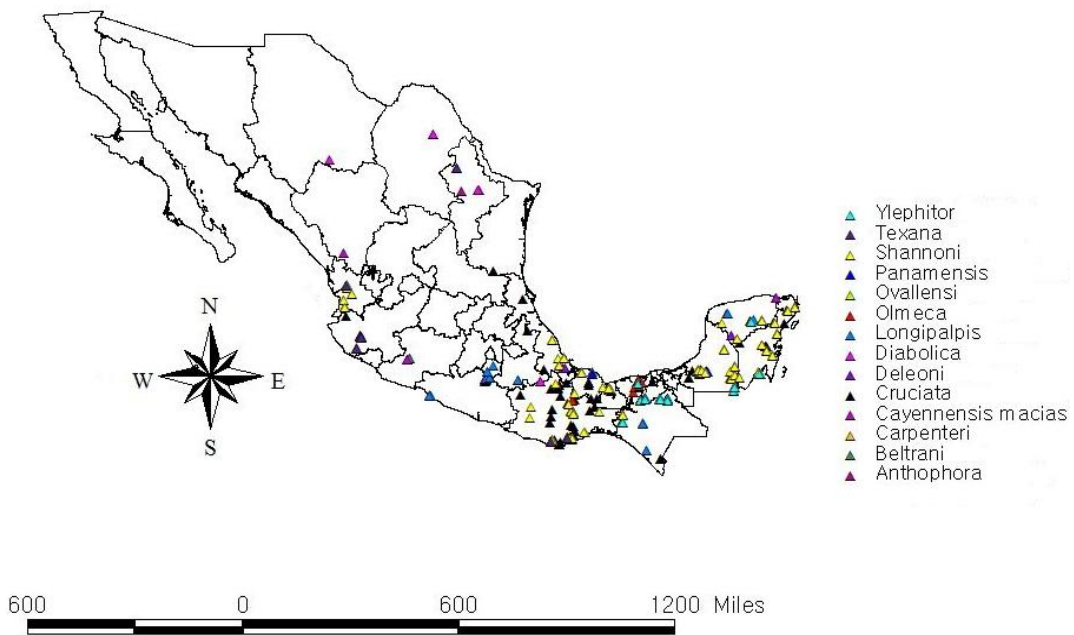 Ylephitor
Texana
Shannoni
Panamensis
Ovallensi
Olmeca
Longipalpis
Diabolica
Deleoni
Cruciata
Cayennensis macias
Carpenteri
Beltrani
Anthophora
N
W E
S
600 0 600 1200 Miles